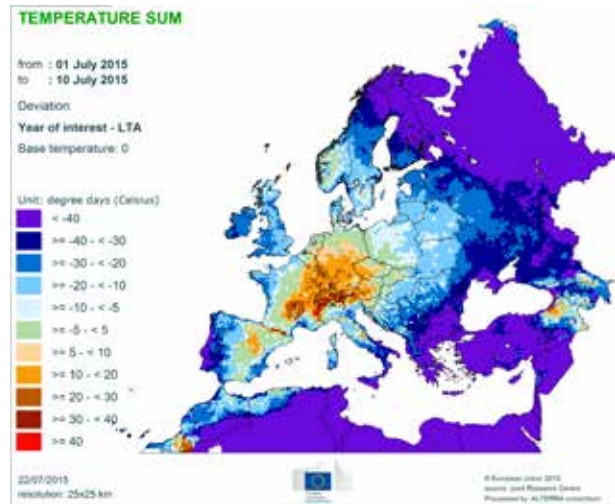 TEMPERATURE SUM
from : 01 July 2015
to : 10 July 2015
Deviation
Year of interest - LTA
Base temperature: 0
Unit: degree days (Celsius)
< -40
>= -40 - < -30
>= -30 - < -20
>= -20 - < -10
>= -10 - < -5
>= -5 - < 5
>= 5 - < 10
>= 10 - < 20
>= 20 - < 30
>= 30 - < 40
>= 40
22/07/2015
resolution: 25x25 km
© European Union 2015
source: Joint Research Centre
Processed by: ALTERRA consortium